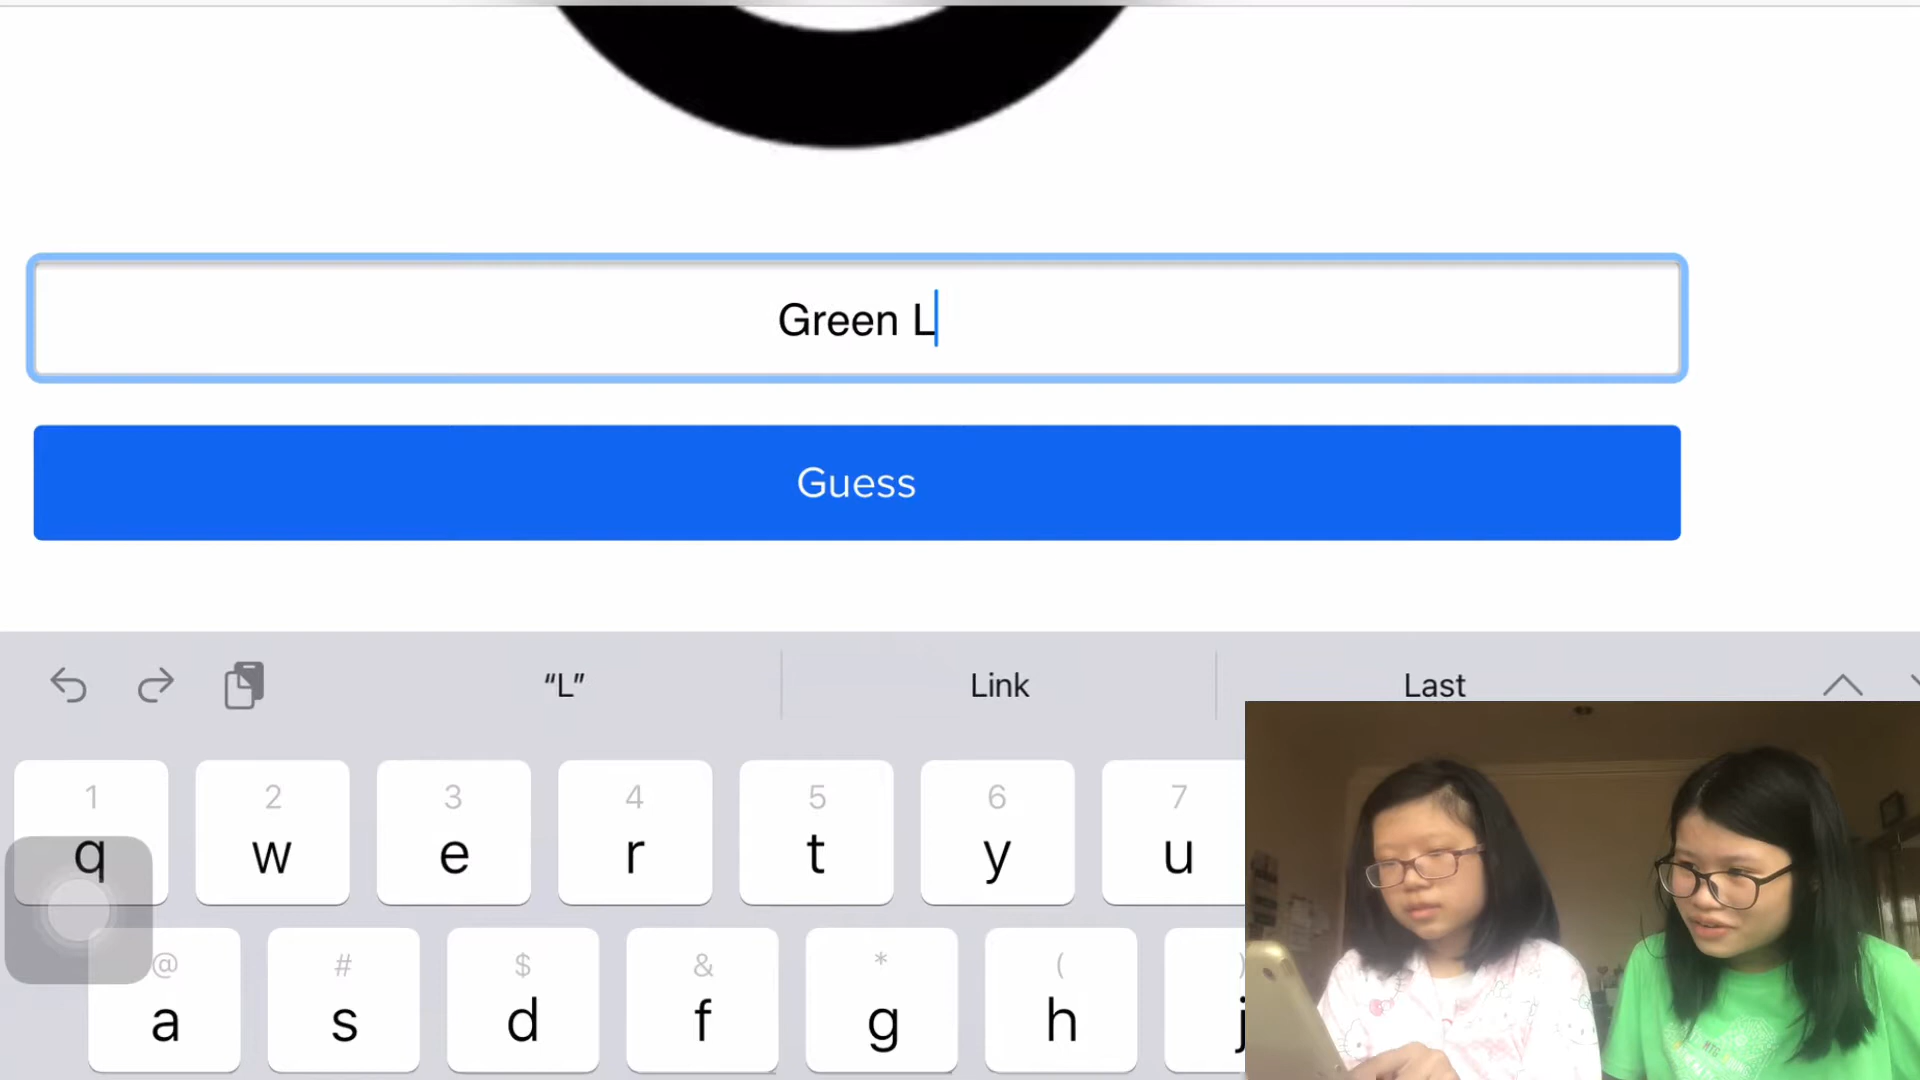 Green L
Guess
“L” Link Last
1 2 3 4 5 6 7
q w e r t y u
@ # $ & * ( )
a s d f g h j